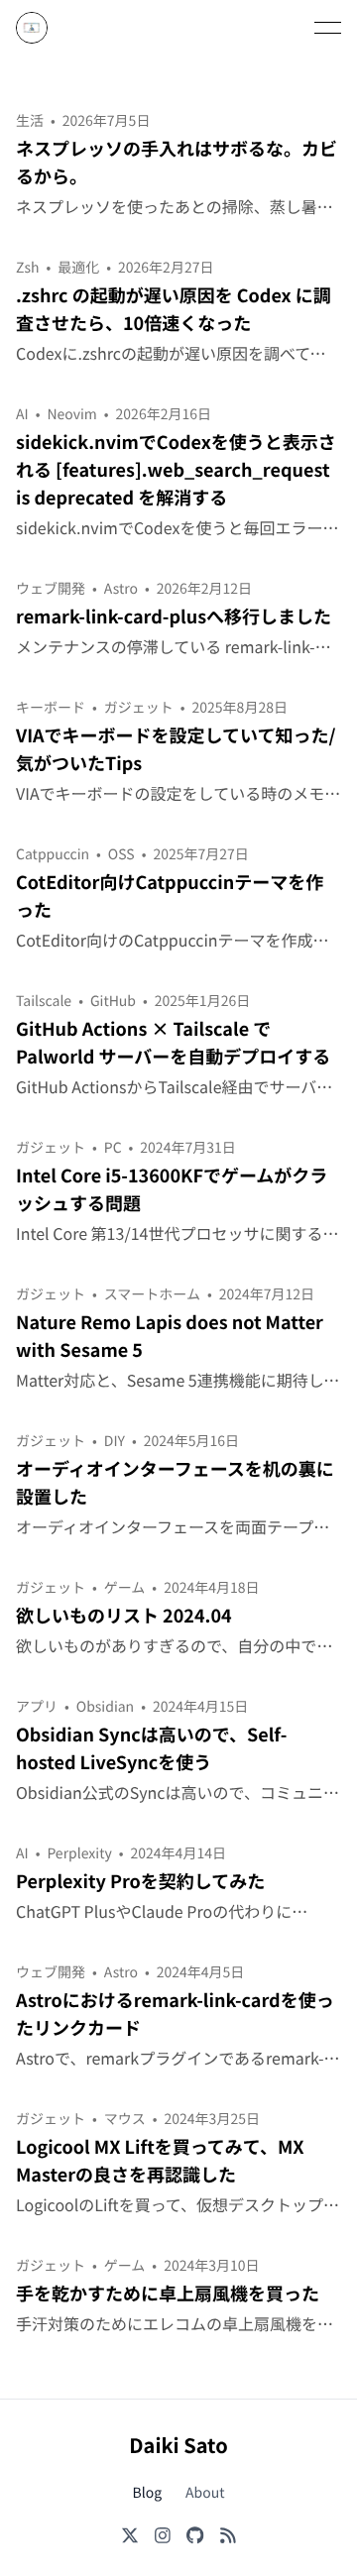 生活 • 2026年7月5日
ネスプレッソの手入れはサボるな。カビ
るから。
ネスプレッソを使ったあとの掃除、蒸し暑…
Zsh • 最適化 • 2026年2月27日
.zshrc の起動が遅い原因を Codex に調
査させたら、10倍速くなった
Codexに.zshrcの起動が遅い原因を調べて…
AI • Neovim • 2026年2月16日
sidekick.nvimでCodexを使うと表示さ
れる [features].web_search_request
is deprecated を解消する
sidekick.nvimでCodexを使うと毎回エラー…
ウェブ開発 • Astro • 2026年2月12日
remark-link-card-plusへ移行しました
メンテナンスの停滞している remark-link-…
キーボード • ガジェット • 2025年8月28日
VIAでキーボードを設定していて知った/
気がついたTips
VIAでキーボードの設定をしている時のメモ…
Catppuccin • OSS • 2025年7月27日
CotEditor向けCatppuccinテーマを作
った
CotEditor向けのCatppuccinテーマを作成…
Tailscale • GitHub • 2025年1月26日
GitHub Actions × Tailscale で
Palworld サーバーを自動デプロイする
GitHub ActionsからTailscale経由でサーバ…
ガジェット • PC • 2024年7月31日
Intel Core i5-13600KFでゲームがクラ
ッシュする問題
Intel Core 第13/14世代プロセッサに関する…
ガジェット • スマートホーム • 2024年7月12日
Nature Remo Lapis does not Matter
with Sesame 5
Matter対応と、Sesame 5連携機能に期待し…
ガジェット • DIY • 2024年5月16日
オーディオインターフェースを机の裏に
設置した
オーディオインターフェースを両面テープ…
ガジェット • ゲーム • 2024年4月18日
欲しいものリスト 2024.04
欲しいものがありすぎるので、自分の中で…
アプリ • Obsidian • 2024年4月15日
Obsidian Syncは高いので、Self-
hosted LiveSyncを使う
Obsidian公式のSyncは高いので、コミュニ…
AI • Perplexity • 2024年4月14日
Perplexity Proを契約してみた
ChatGPT PlusやClaude Proの代わりに…
ウェブ開発 • Astro • 2024年4月5日
Astroにおけるremark-link-cardを使っ
たリンクカード
Astroで、remarkプラグインであるremark-…
ガジェット • マウス • 2024年3月25日
Logicool MX Liftを買ってみて、MX
Masterの良さを再認識した
LogicoolのLiftを買って、仮想デスクトップ…
ガジェット • ゲーム • 2024年3月10日
手を乾かすために卓上扇風機を買った
手汗対策のためにエレコムの卓上扇風機を…
Daiki Sato
Blog About